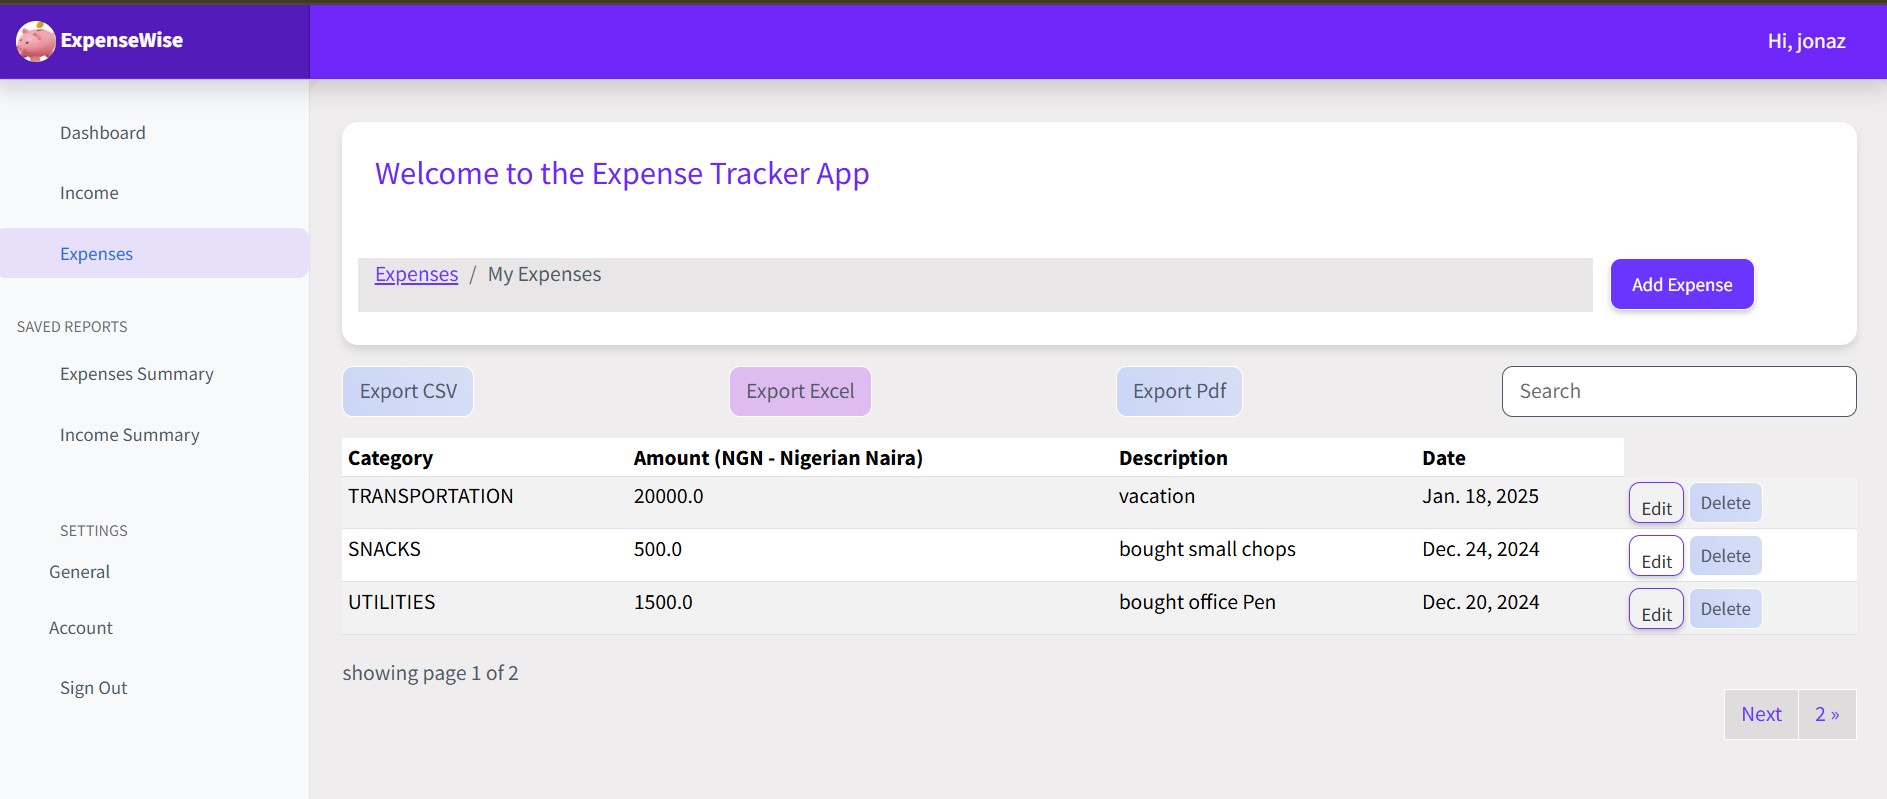 ExpenseWise
Hi, jonaz
Dashboard
Income
Expenses
SAVED REPORTS
Expenses Summary
Income Summary
SETTINGS
General
Account
Sign Out
Welcome to the Expense Tracker App
Expenses / My Expenses
Add Expense
Export CSV Export Excel Export Pdf Search
Category Amount (NGN - Nigerian Naira) Description Date
TRANSPORTATION 20000.0 vacation Jan. 18, 2025 Edit Delete
SNACKS 500.0 bought small chops Dec. 24, 2024 Edit Delete
UTILITIES 1500.0 bought office Pen Dec. 20, 2024 Edit Delete
showing page 1 of 2
Next 2 »